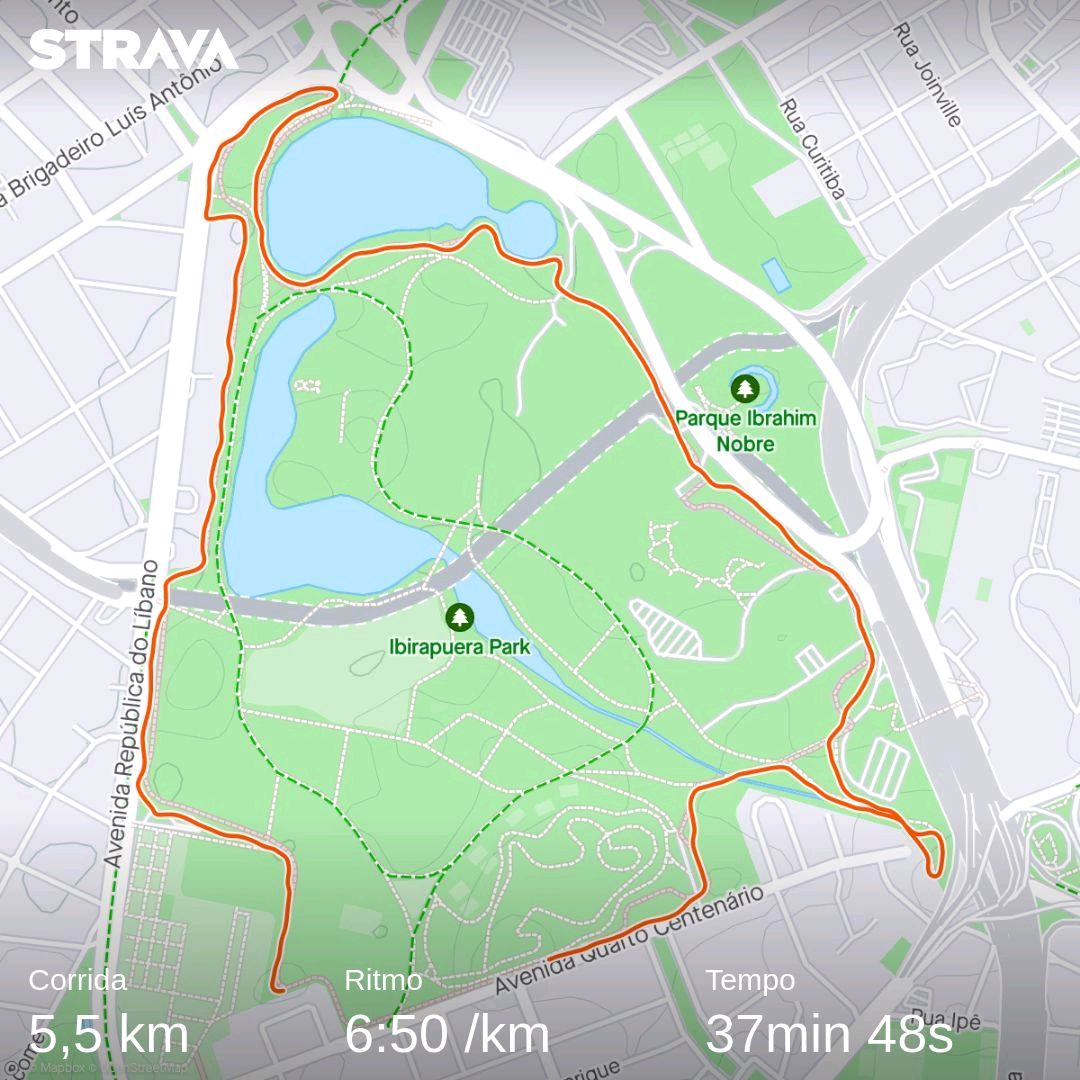 STRAVA
Brigadeiro Luís Antônio
Rua Joinville
Rua Curitiba
Parque Ibrahim
Nobre
Ibirapuera Park
Avenida República do Líbano
Avenida Quarto Centenário
Corrida
Ritmo
Tempo
5,5 km
6:50 /km
37min 48s
Rua Ipê
© Mapbox © OpenStreetMap